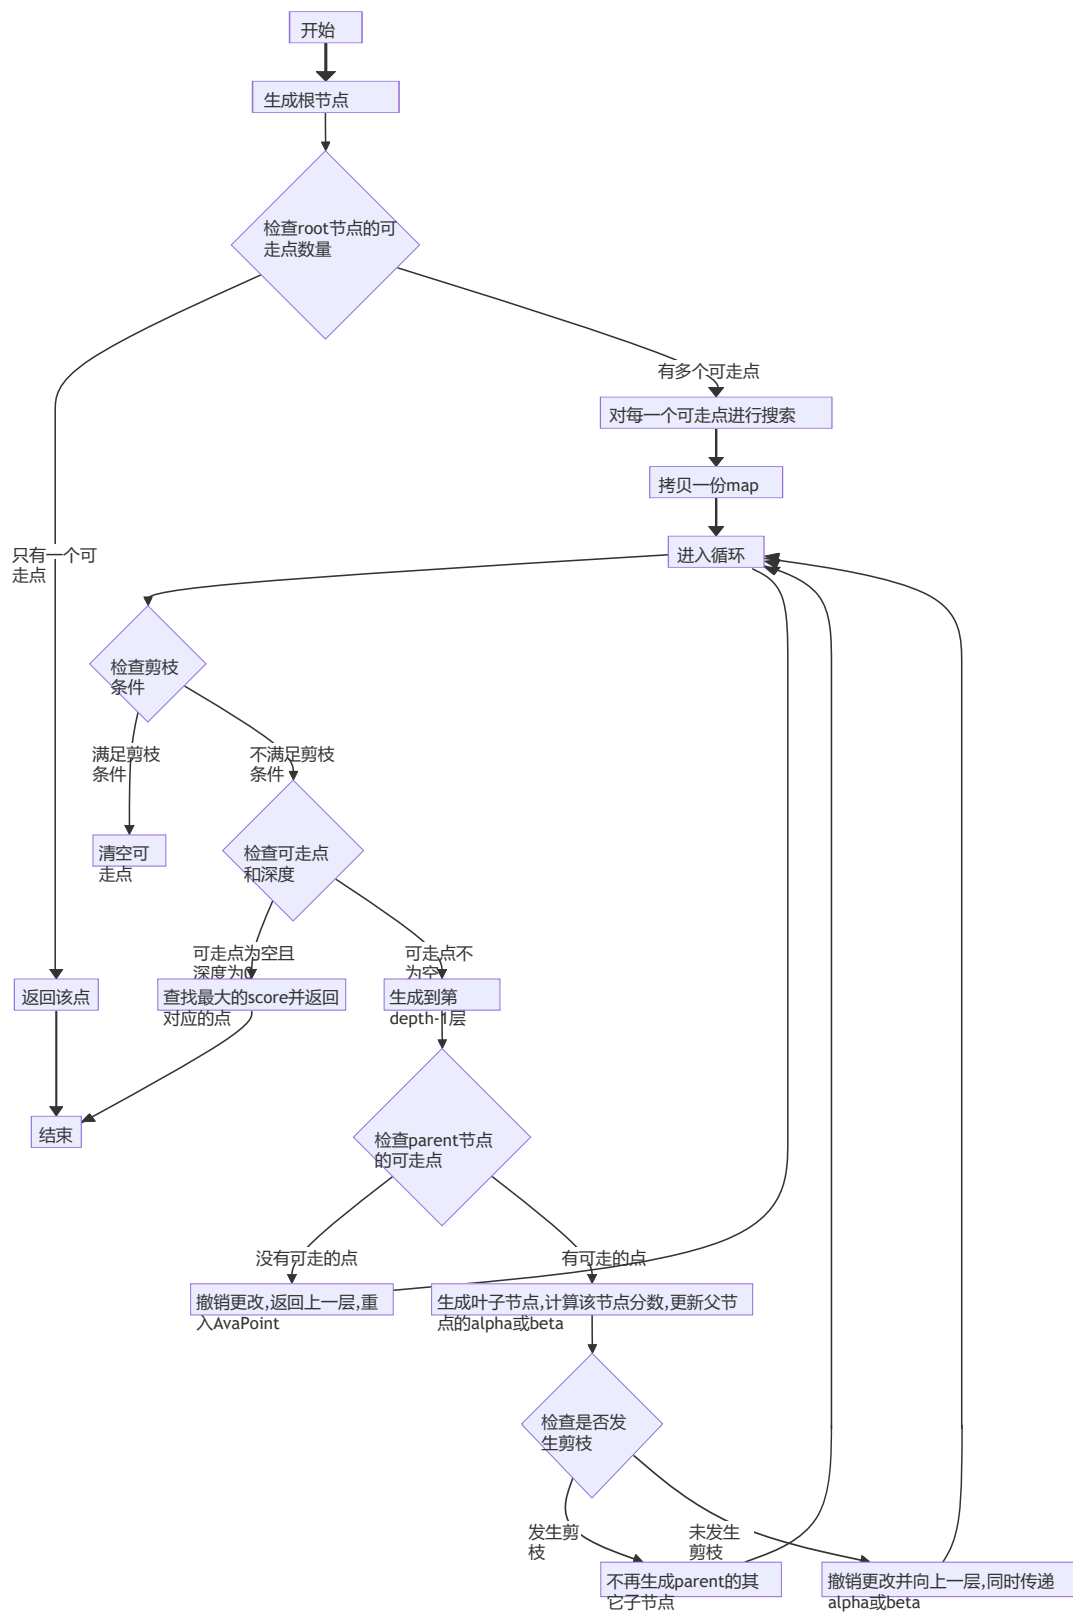 开始
生成根节点
检查root节点的可
走点数量
有多个可走点
对每一个可走点进行搜索
拷贝一份map
进入循环
只有一个可
走点
检查剪枝
条件
满足剪枝
条件
不满足剪枝
条件
清空可
走点
检查可走点
和深度
可走点为空且
深度为0
可走点不
为空
返回该点
查找最大的score并返回
对应的点
生成到第
depth-1层
结束
检查parent节点
的可走点
没有可走的点
有可走的点
撤销更改,返回上一层,重
入AvaPoint
生成叶子节点,计算该节点分数,更新父节
点的alpha或beta
检查是否发
生剪枝
发生剪
枝
未发生
剪枝
不再生成parent的其
它子节点
撤销更改并向上一层,同时传递
alpha或beta